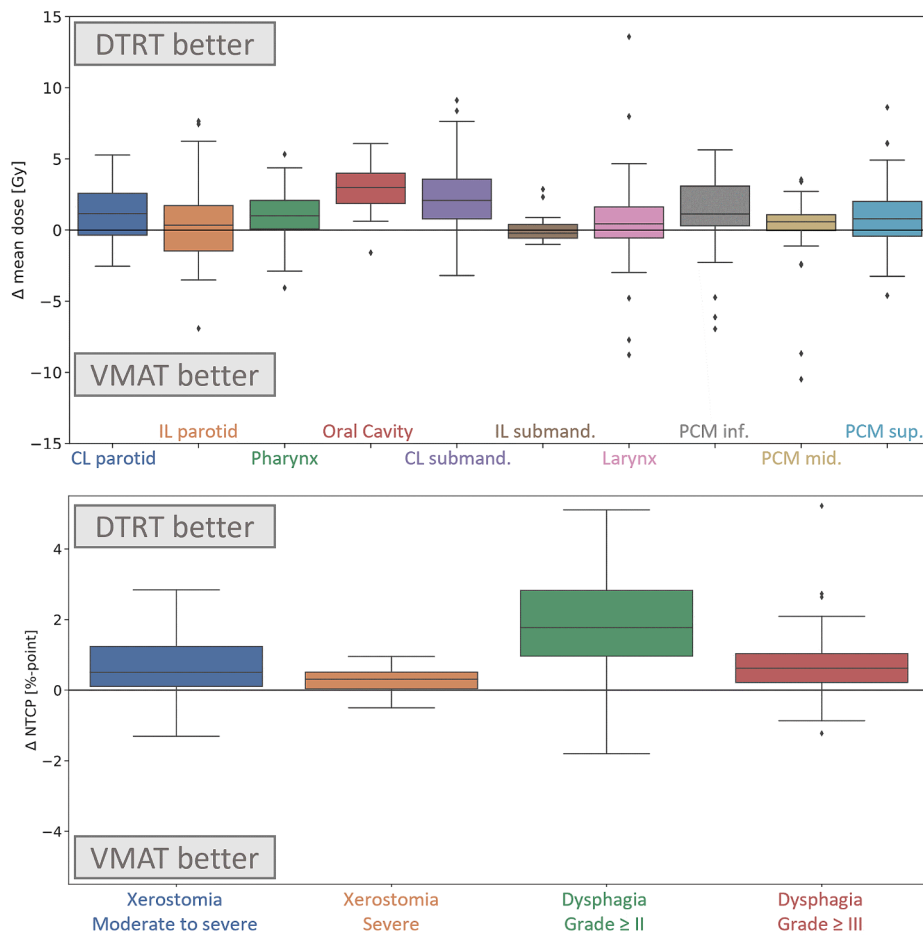 15
DTRT better
10
5
0
−5
−10
−15
Δ mean dose [Gy]
VMAT better
IL parotid
Oral Cavity
IL submand.
PCM inf.
PCM sup.
CL parotid
Pharynx
CL submand.
Larynx
PCM mid.
DTRT better
4
2
0
−2
−4
Δ NTCP [%-point]
VMAT better
Xerostomia
Moderate to severe
Xerostomia
Severe
Dysphagia
Grade ≥ II
Dysphagia
Grade ≥ III